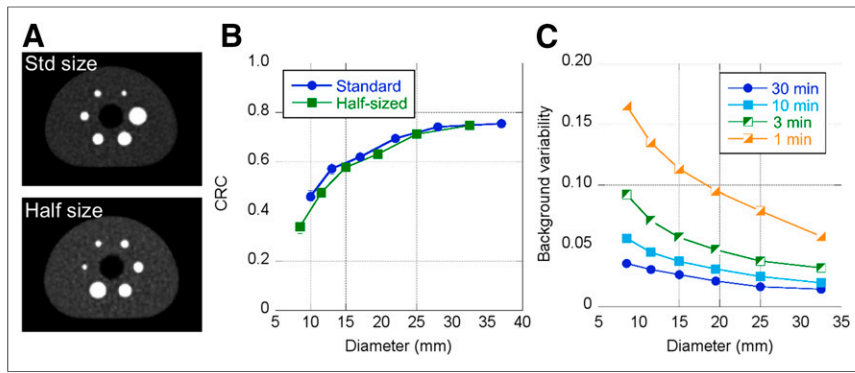 A
Std size
Half size
B
CRC
1.0
0.8
0.6
0.4
0.2
0
Standard
Half-sized
5 10 15 20 25 30 35 40
Diameter (mm)
C
Background variability
0.20
0.15
0.10
0.05
0
30 min
10 min
3 min
1 min
5 10 15 20 25 30 35
Diameter (mm)